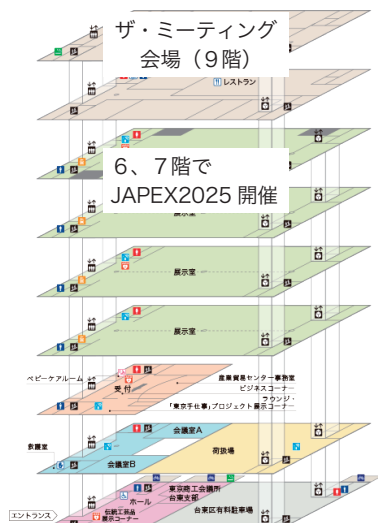 ザ・ミーティング
会場（９階）
レストラン
６、７階で
JAPEX2025 開催
展示室
展示室
展示室
ベビーケアルーム
受付
産業貿易センター事務室
ビジネスコーナー
ラウンジ・
「東京手仕事」プロジェクト展示コーナー
会議室A
荷捌場
救護室
会議室B
東京商工会議所
台東支部
ホール
台東区有料駐車場
エントランス
伝統工芸品
展示コーナー